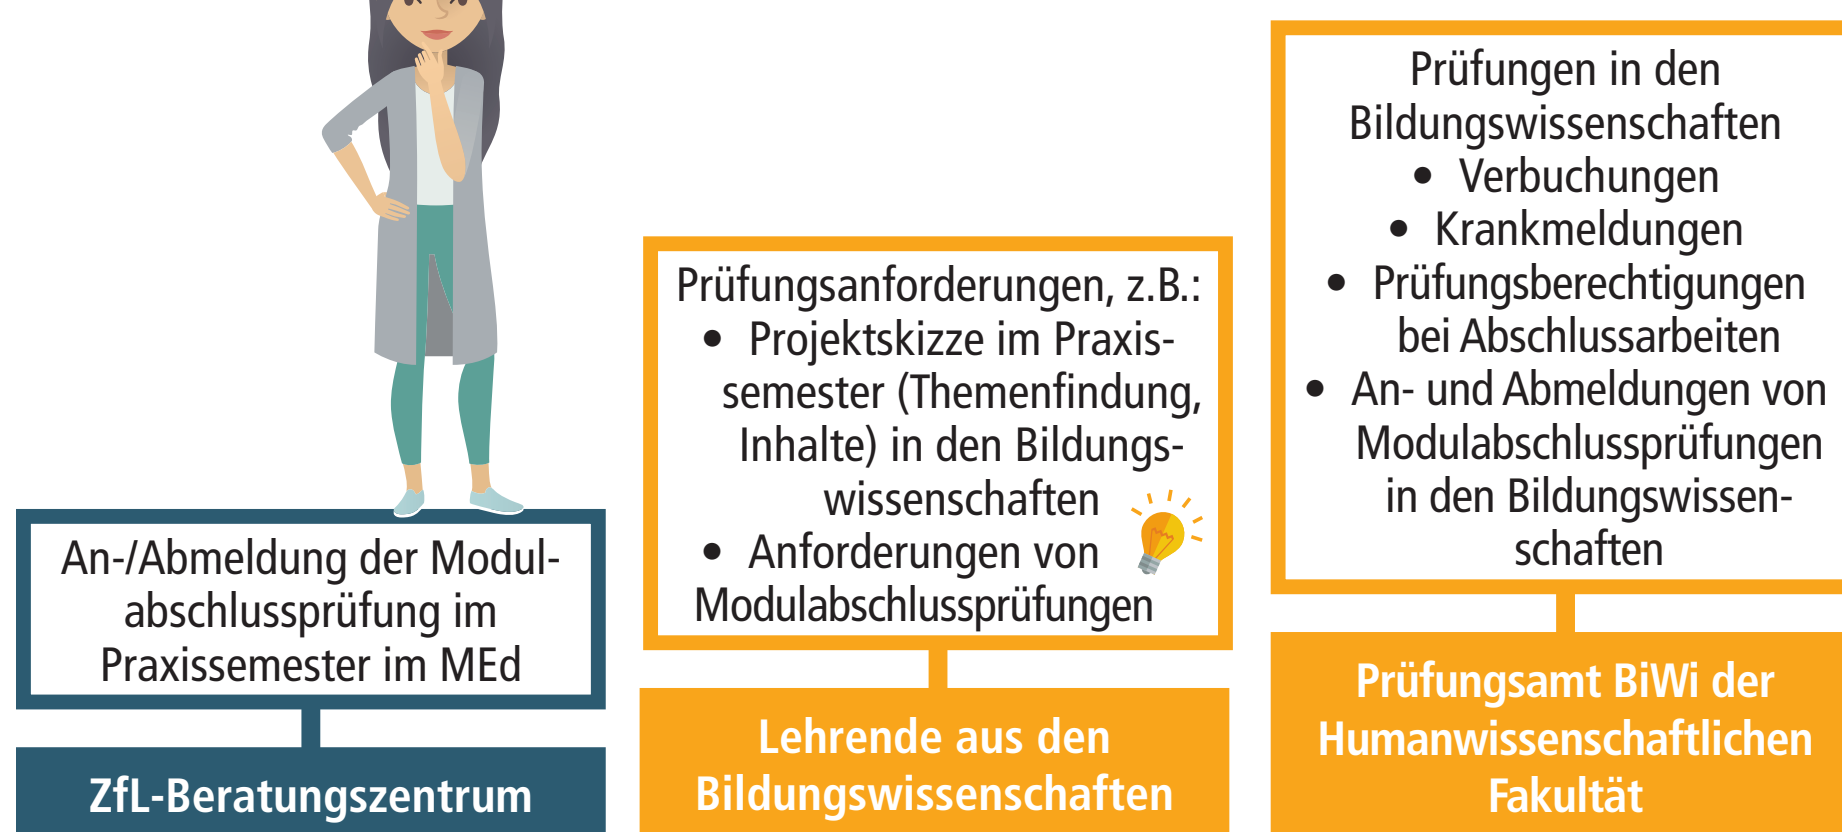 An-/Abmeldung der Modul-
abschlussprüfung im
Praxissemester im MEd
ZfL-Beratungszentrum
Prüfungsanforderungen, z.B.:
• Projektskizze im Praxis-
semester (Themenfindung,
Inhalte) in den Bildungs-
wissenschaften
• Anforderungen von
Modulabschlussprüfungen
Lehrende aus den
Bildungswissenschaften
Prüfungen in den
Bildungswissenschaften
• Verbuchungen
• Krankmeldungen
• Prüfungsberechtigungen
bei Abschlussarbeiten
• An- und Abmeldungen von
Modulabschlussprüfungen
in den Bildungswissen-
schaften
Prüfungsamt BiWi der
Humanwissenschaftlichen
Fakultät